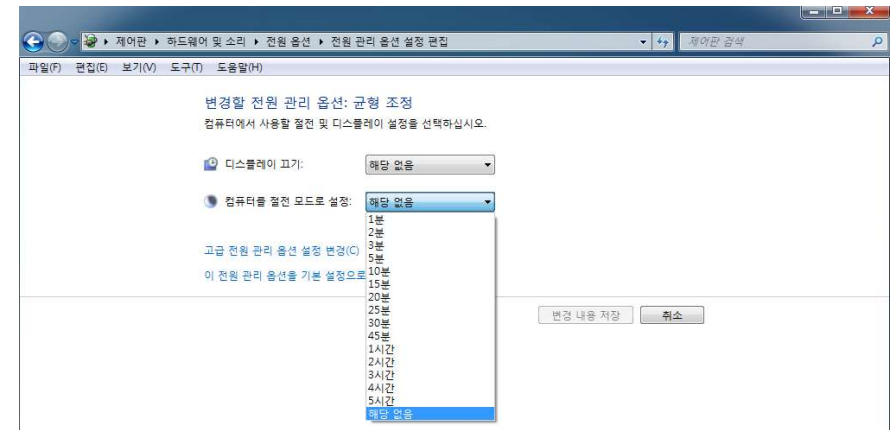 제어판 ▸ 하드웨어 및 소리 ▸ 전원 옵션 ▸ 전원 관리 옵션 설정 편집
제어판 검색
파일(F) 편집(E) 보기(V) 도구(T) 도움말(H)
변경할 전원 관리 옵션: 균형 조정
컴퓨터에서 사용할 절전 및 디스플레이 설정을 선택하십시오.
디스플레이 끄기: 해당 없음
컴퓨터를 절전 모드로 설정: 해당 없음
1분
2분
3분
5분
10분
15분
20분
25분
30분
45분
1시간
2시간
3시간
4시간
5시간
해당 없음
고급 전원 관리 옵션 설정 변경(C)
이 전원 관리 옵션을 기본 설정으로
변경 내용 저장 취소